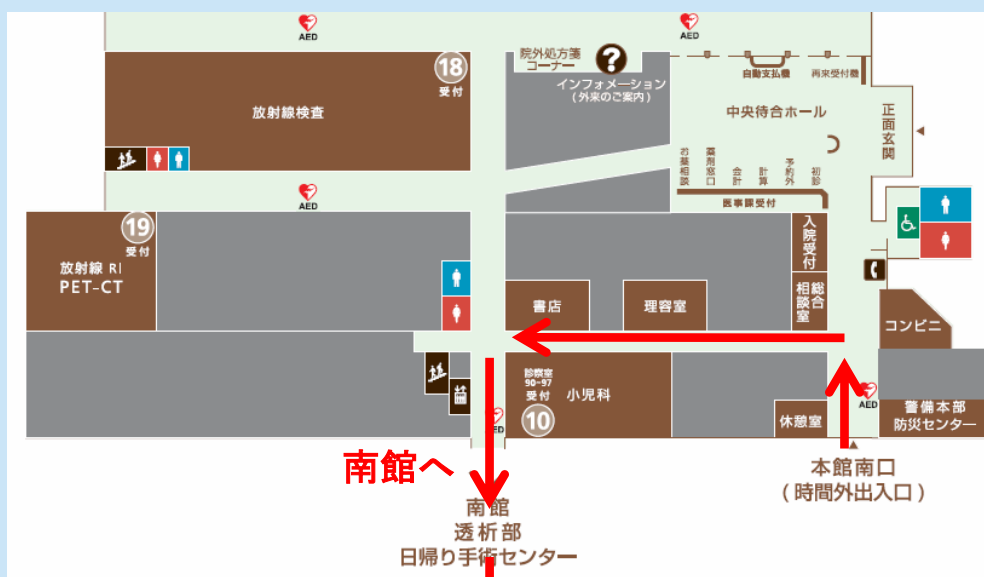 AED
AED
院外処方箋
コーナー
?
インフォメーション
(外来のご案内)
自動支払機
再来受付機
18
受付
放射線検査
中央待合ホール
正面玄関
お薬相談
薬剤窓口
会計
計算
予約外
初診
医事課受付
AED
19
受付
放射線 RI
PET-CT
入院受付
総合
相談室
書店
理容室
コンビニ
診察室
90-97
受付
10
小児科
休憩室
AED
AED
警備本部
防災センター
南館へ
本館南口
(時間外出入口)
南館
透析部
日帰り手術センター